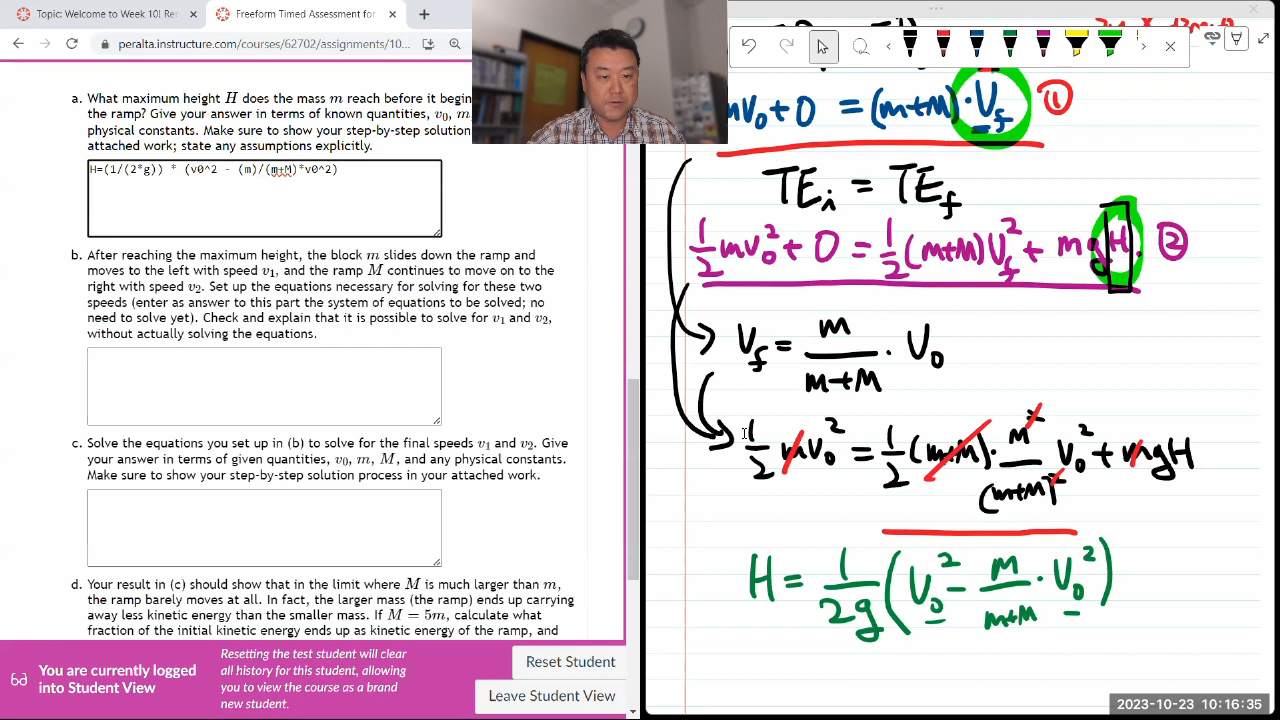 Topic: Welcome to Week 10! Re
Freeform Timed Assessment for
peralta.instructure.com/courses/62702/assignments/10...
a. What maximum height H does the mass m reach before it begin
the ramp? Give your answer in terms of known quantities, v0, m
physical constants. Make sure to show your step-by-step solution
attached work; state any assumptions explicitly.
H=(1/(2*g)) * (v0^2 - (m)/(m+M)*v0^2)
b. After reaching the maximum height, the block m slides down the ramp and
moves to the left with speed v1, and the ramp M continues to move on to the
right with speed v2. Set up the equations necessary for solving for these two
speeds (enter as answer to this part the system of equations to be solved; no
need to solve yet). Check and explain that it is possible to solve for v1 and v2,
without actually solving the equations.
c. Solve the equations you set up in (b) to solve for the final speeds v1 and v2. Give
your answer in terms of given quantities, v0, m, M, and any physical constants.
Make sure to show your step-by-step solution process in your attached work.
d. Your result in (c) should show that in the limit where M is much larger than m,
the ramp barely moves at all. In fact, the larger mass (the ramp) ends up carrying
away less kinetic energy than the smaller mass. If M = 5m, calculate what
fraction of the initial kinetic energy ends up as kinetic energy of the ramp, and
You are currently logged
into Student View
Resetting the test student will clear
all history for this student, allowing
you to view the course as a brand
new student.
Reset Student
Leave Student View
mv0 + 0 = (m+M) · Vf ①
TEi = TEf
1/2 mv0^2 + 0 = 1/2 (m+M) Vf^2 + mgH. ②
Vf = m/(m+M) · V0
1/2 mv0^2 = 1/2 (m+M) · m^2/(m+M)^2 V0^2 + mgH
H = 1/2g (V0^2 - m/(m+M) · V0^2)
2023-10-23 10:16:35